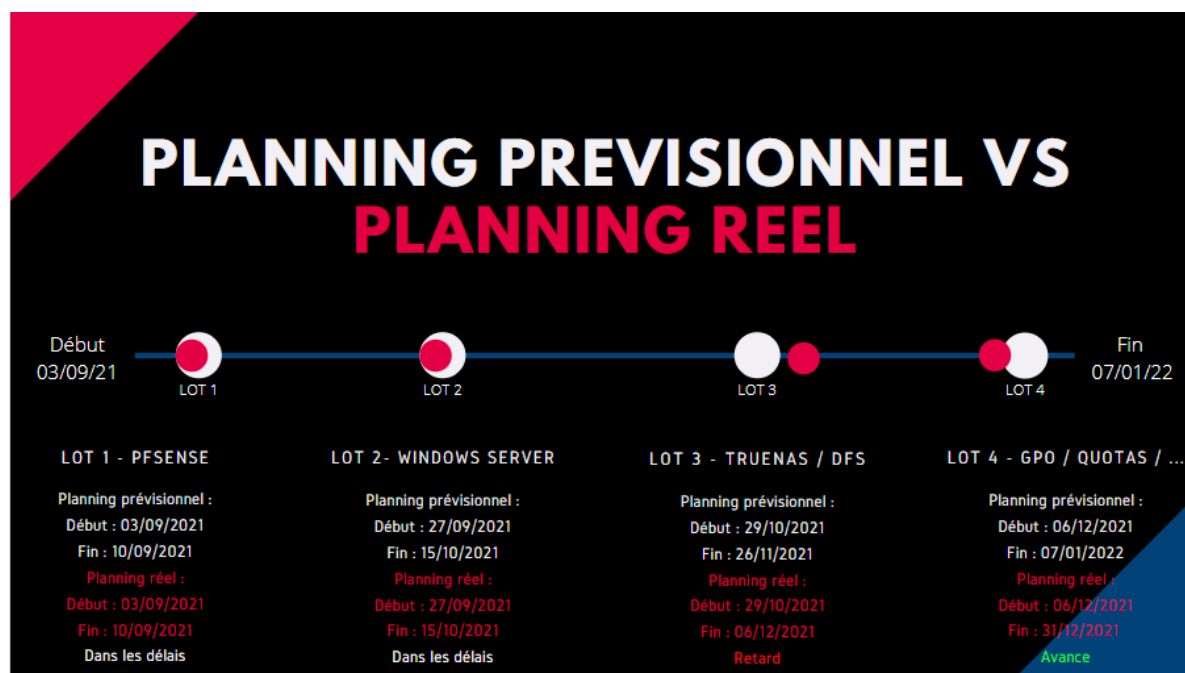 PLANNING PREVISIONNEL VS
PLANNING REEL
Début
03/09/21
LOT 1
LOT 2
LOT 3
LOT 4
Fin
07/01/22
LOT 1 - PFSENSE
Planning prévisionnel :
Début : 03/09/2021
Fin : 10/09/2021
Planning réel :
Début : 03/09/2021
Fin : 10/09/2021
Dans les délais
LOT 2- WINDOWS SERVER
Planning prévisionnel :
Début : 27/09/2021
Fin : 15/10/2021
Planning réel :
Début : 27/09/2021
Fin : 15/10/2021
Dans les délais
LOT 3 - TRUENAS / DFS
Planning prévisionnel :
Début : 29/10/2021
Fin : 26/11/2021
Planning réel :
Début : 29/10/2021
Fin : 06/12/2021
Retard
LOT 4 - GPO / QUOTAS / ...
Planning prévisionnel :
Début : 06/12/2021
Fin : 07/01/2022
Planning réel :
Début : 06/12/2021
Fin : 31/12/2021
Avance